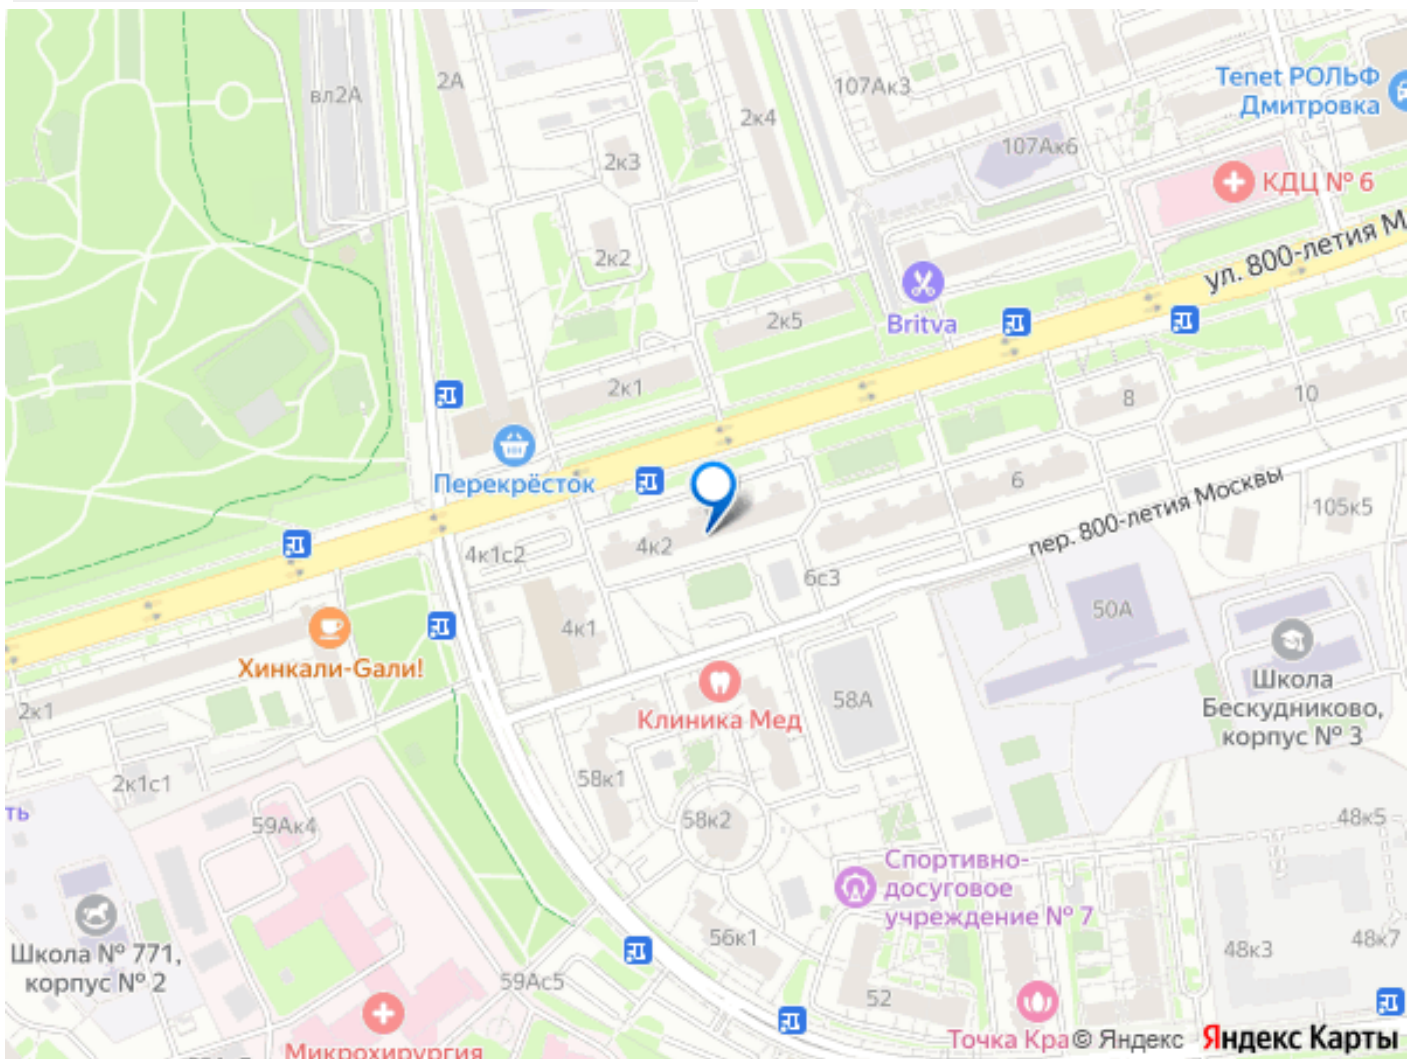 вл2А
2А
107Ак3
Tenet РОЛЬФ
Дмитровка
2к4
2к3
107Ак6
КДЦ № 6
2к2
ул. 800-летия М
2к5
Britva
2к1
8
10
Перекрёсток
6
пер. 800-летия Москвы
105к5
4к1с2
4к2
6с3
50А
4к1
Хинкали-Gали!
Школа
Бескудниково,
корпус № 3
2к1
Клиника Мед
58А
2к1с1
58к1
ть
59Ак4
58к2
48к5
Спортивно-
досуговое
учреждение № 7
Школа № 771,
корпус № 2
56к1
48к3
48к7
59Ас5
52
Точка Кра
© Яндекс
Яндекс Карты
Микрохирургия